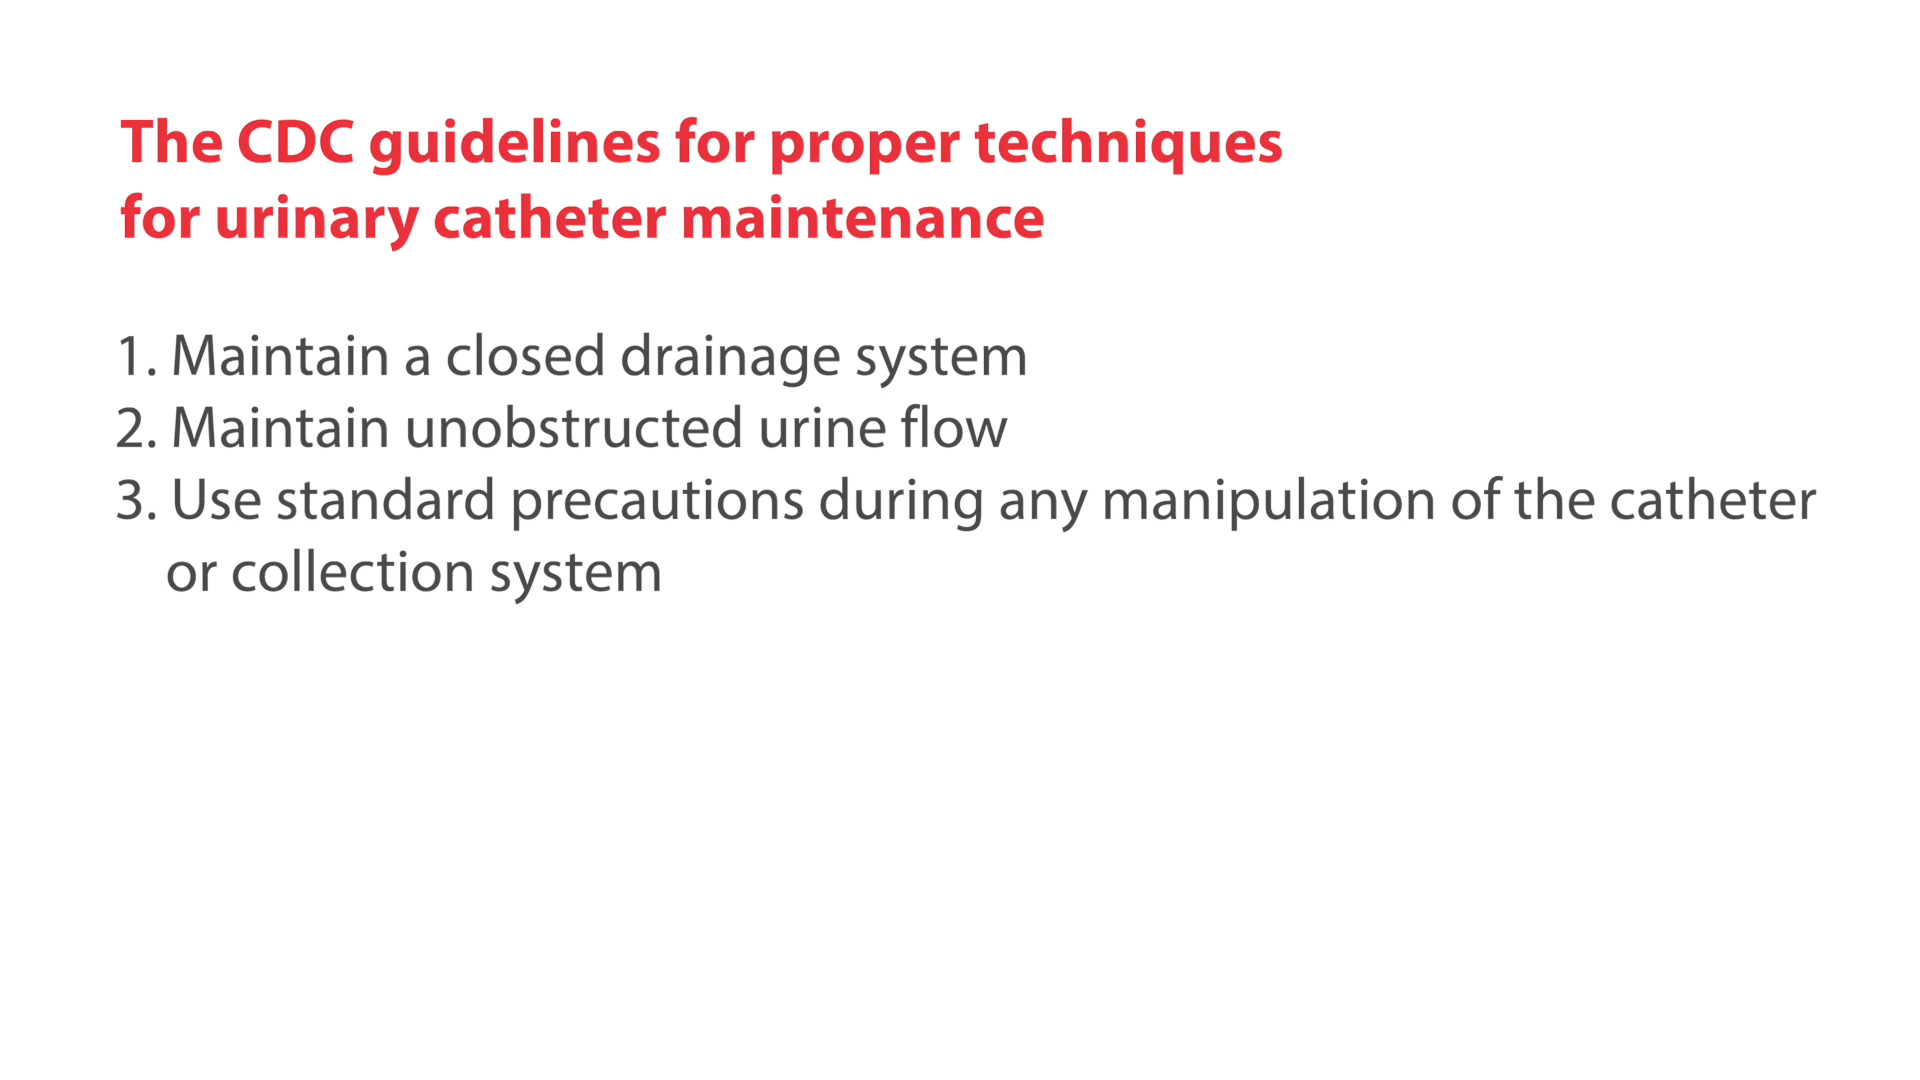 The CDC guidelines for proper techniques
for urinary catheter maintenance
1. Maintain a closed drainage system
2. Maintain unobstructed urine flow
3. Use standard precautions during any manipulation of the catheter
or collection system